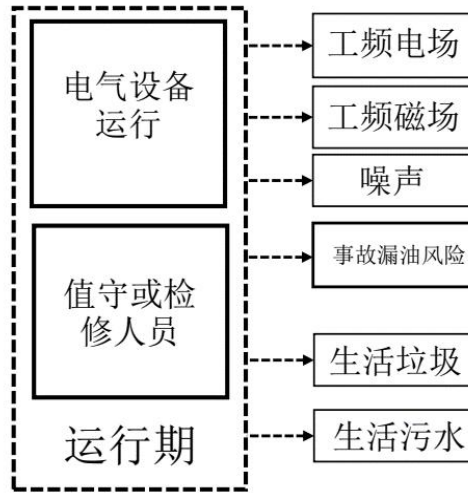 电气设备
运行
值守或检
修人员
运行期
工频电场
工频磁场
噪声
事故漏油风险
生活垃圾
生活污水